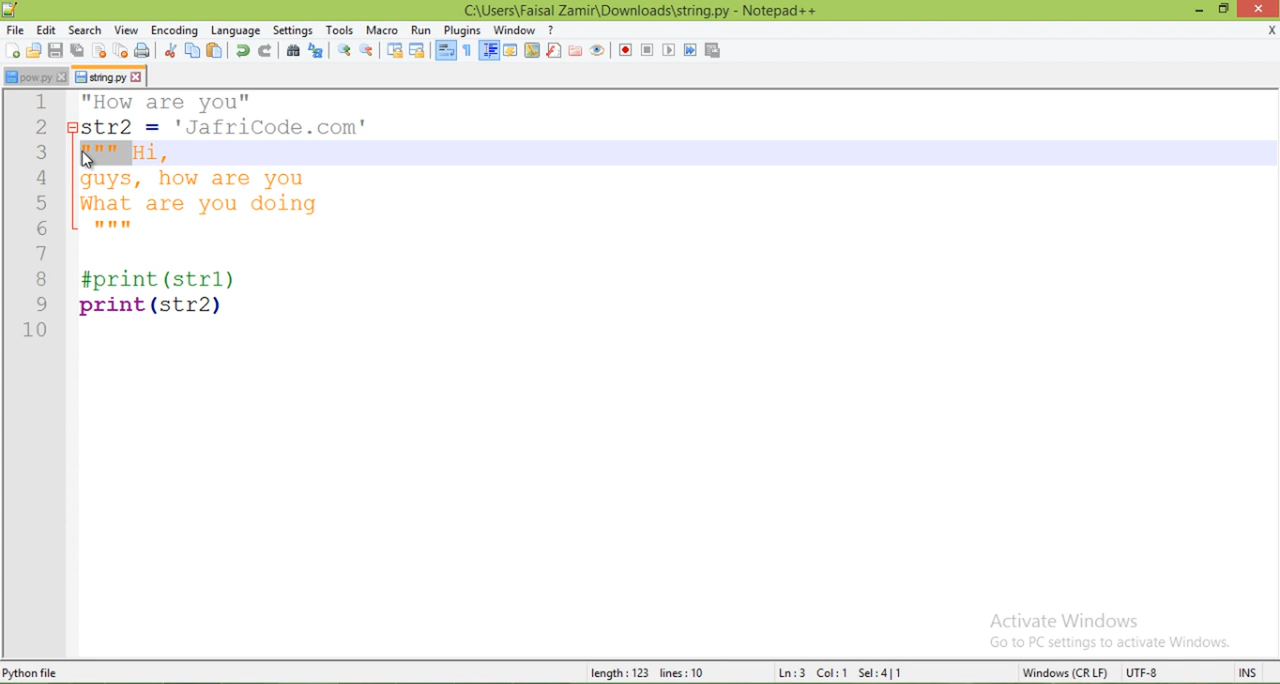 C:\Users\Faisal Zamir\Downloads\string.py - Notepad++
File Edit Search View Encoding Language Settings Tools Macro Run Plugins Window ? X
pow.py string.py
1 "How are you"
2 str2 = 'JafriCode.com'
3 """ Hi,
4 guys, how are you
5 What are you doing
6 """
7
8 #print(str1)
9 print(str2)
10
Activate Windows
Go to PC settings to activate Windows.
Python file length : 123 lines : 10 Ln : 3 Col : 1 Sel : 4 | 1 Windows (CR LF) UTF-8 INS